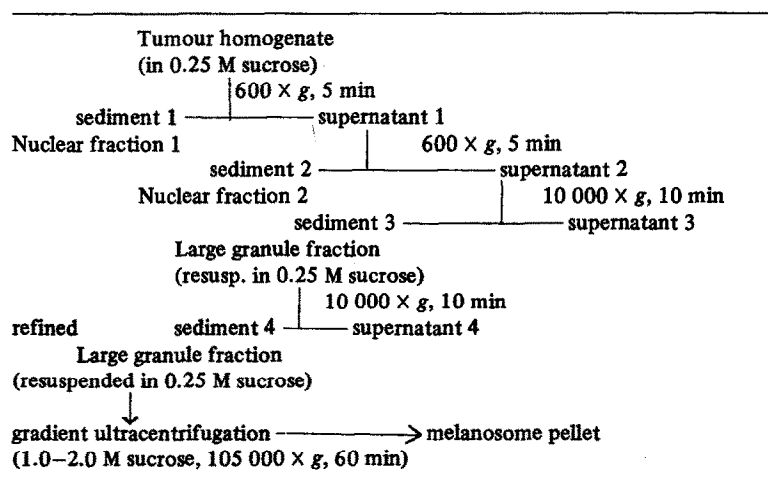 Tumour homogenate
(in 0.25 M sucrose)
600 × g, 5 min
sediment 1 supernatant 1
Nuclear fraction 1 600 × g, 5 min
sediment 2 supernatant 2
Nuclear fraction 2 10 000 × g, 10 min
sediment 3 supernatant 3
Large granule fraction
(resusp. in 0.25 M sucrose)
10 000 × g, 10 min
refined sediment 4 supernatant 4
Large granule fraction
(resuspended in 0.25 M sucrose)
gradient ultracentrifugation melanosome pellet
(1.0–2.0 M sucrose, 105 000 × g, 60 min)